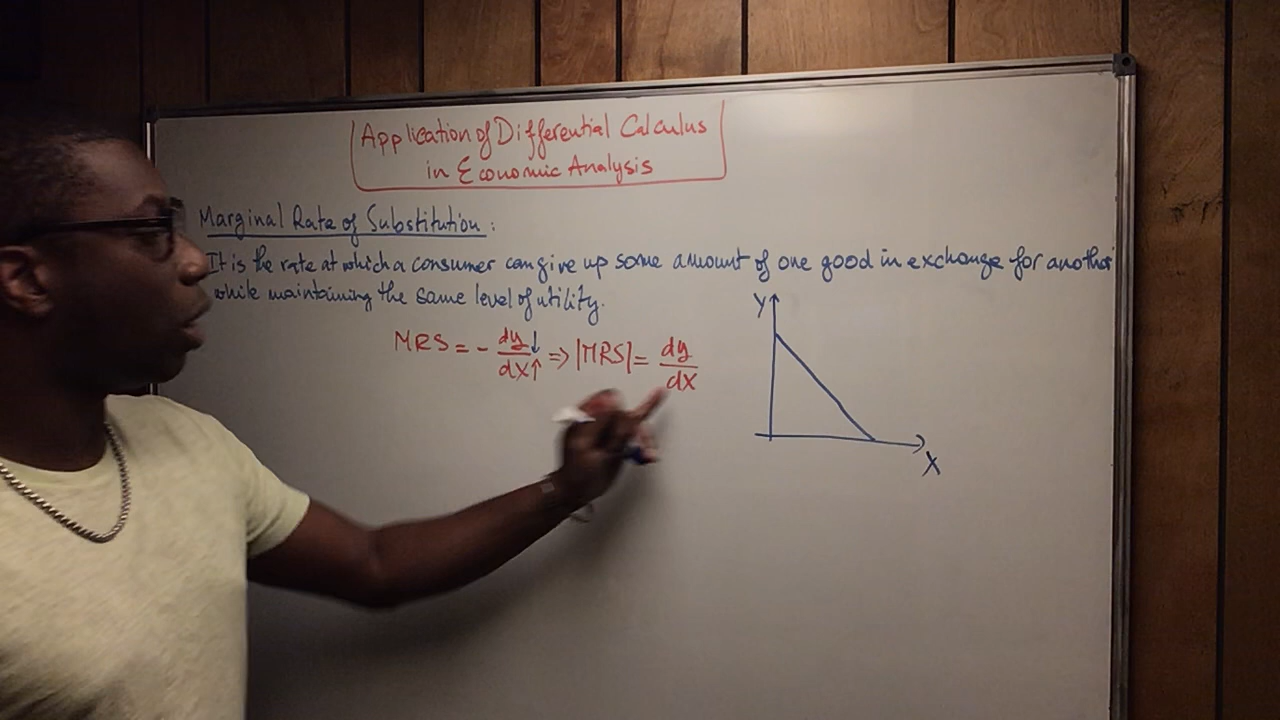 Application of Differential Calculus
in Economic Analysis
Marginal Rate of Substitution:
It is the rate at which a consumer can give up some amount of one good in exchange for another
while maintaining the same level of utility.
MRS = - dy↓/dx↑ => |MRS| = dy/dx
Y
X